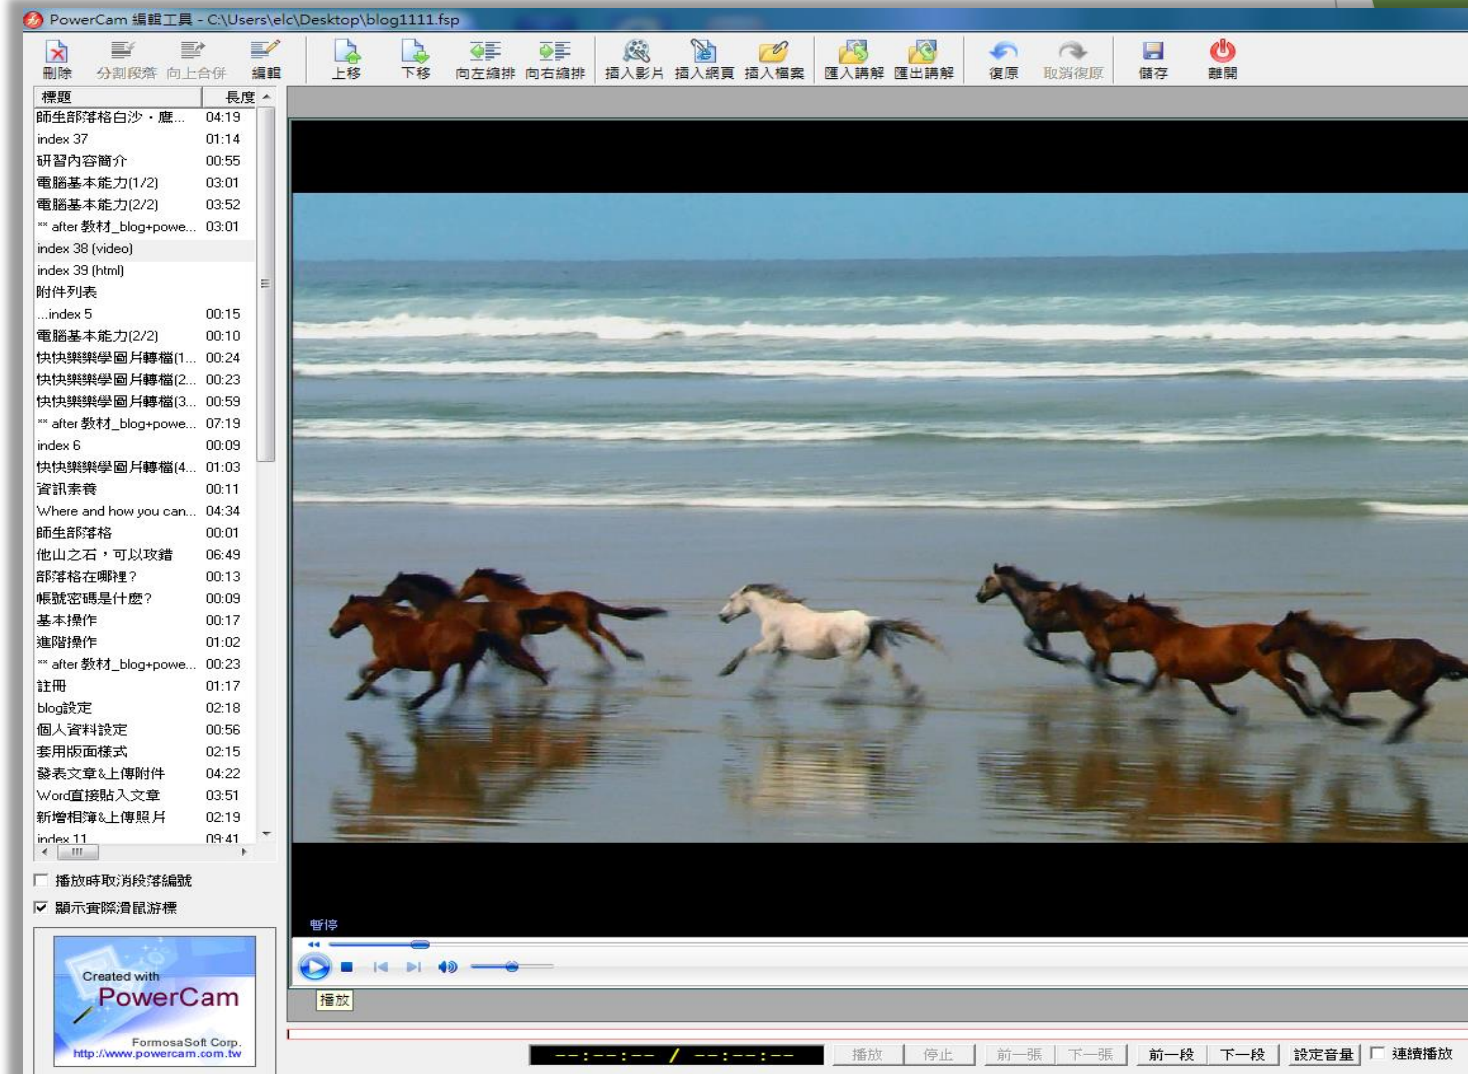 PowerCam 編輯工具 - C:\Users\elc\Desktop\blog1111.fsp
刪除 分割段落 向上合併 編輯 上移 下移 向左縮排 向右縮排 插入影片 插入網頁 插入檔案 匯入講解 匯出講解 復原 取消復原 儲存 離開
標題 長度
師生部落格白沙‧鹿... 04:19
index 37 01:14
研習內容簡介 00:55
電腦基本能力(1/2) 03:01
電腦基本能力(2/2) 03:52
** after 教材_blog+powe... 03:01
index 38 (video)
index 39 (html)
附件列表
...index 5 00:15
電腦基本能力(2/2) 00:10
快快樂樂學圖片轉檔(1... 00:24
快快樂樂學圖片轉檔(2... 00:23
快快樂樂學圖片轉檔(3... 00:59
** after 教材_blog+powe... 07:19
index 6 00:09
快快樂樂學圖片轉檔(4... 01:03
資訊素養 00:11
Where and how you can... 04:34
師生部落格 00:01
他山之石，可以攻錯 06:49
部落格在哪裡? 00:13
帳號密碼是什麼? 00:09
基本操作 00:17
進階操作 01:02
** after 教材_blog+powe... 00:23
註冊 01:17
blog設定 02:18
個人資料設定 00:56
套用版面樣式 02:15
發表文章&上傳附件 04:22
Word直接貼入文章 03:51
新增相簿&上傳照片 02:19
index 11 09:41
播放時取消段落編號
顯示實際滑鼠游標
暫停
Created with
PowerCam
播放
FormosaSoft Corp.
http://www.powercam.com.tw
--:--:-- / --:--:-- 播放 停止 前一張 下一張 前一段 下一段 設定音量 連續播放